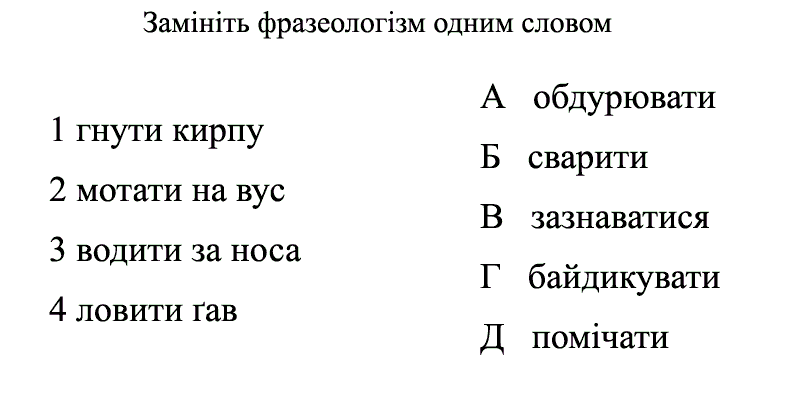 Замініть фразеологізм одним словом
1 гнути кирпу
2 мотати на вус
3 водити за носа
4 ловити ґав
А обдурювати
Б сварити
В зазнаватися
Г байдикувати
Д помічати